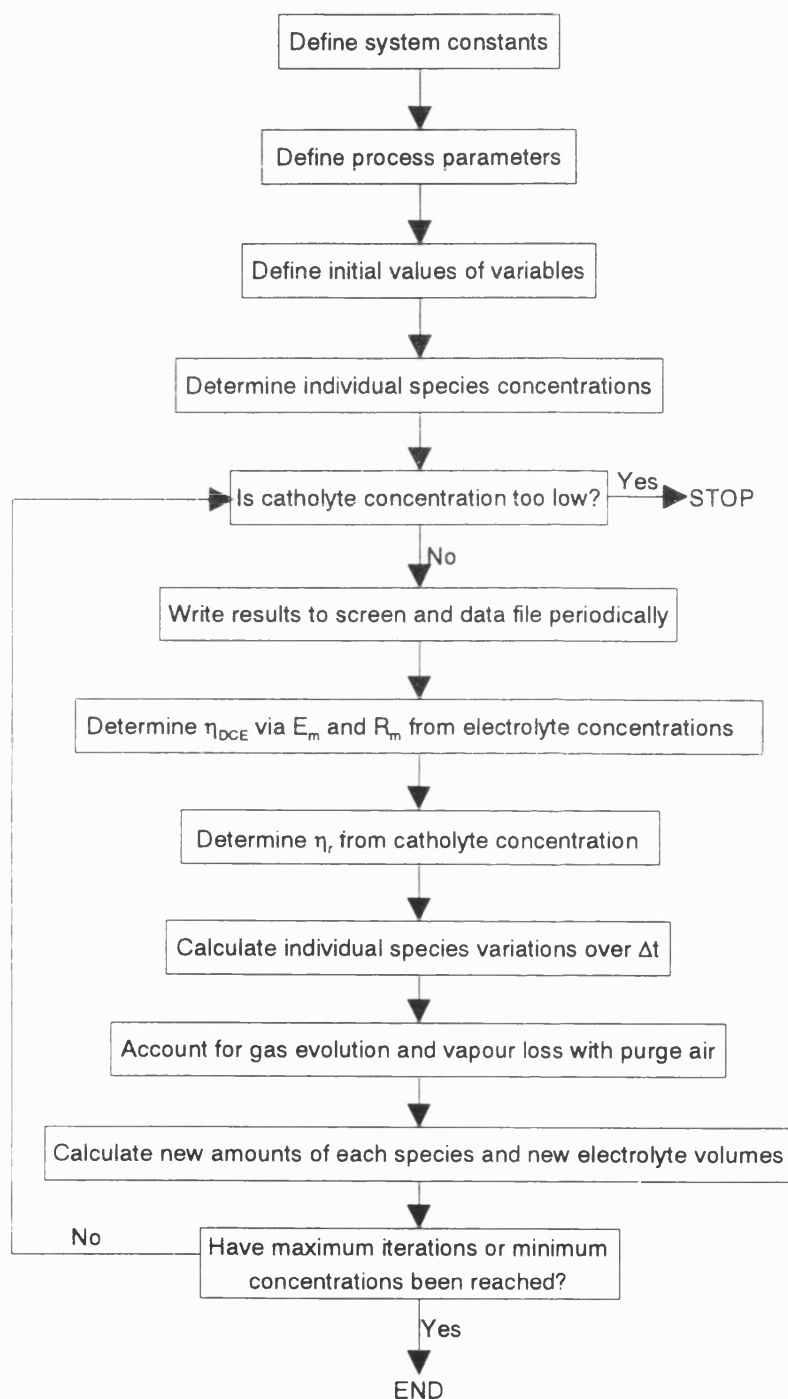 Define system constants
Define process parameters
Define initial values of variables
Determine individual species concentrations
Is catholyte concentration too low?
Yes
STOP
No
Write results to screen and data file periodically
Determine η_DCE via E_m and R_m from electrolyte concentrations
Determine η_r from catholyte concentration
Calculate individual species variations over Δt
Account for gas evolution and vapour loss with purge air
Calculate new amounts of each species and new electrolyte volumes
No
Have maximum iterations or minimum
concentrations been reached?
Yes
END